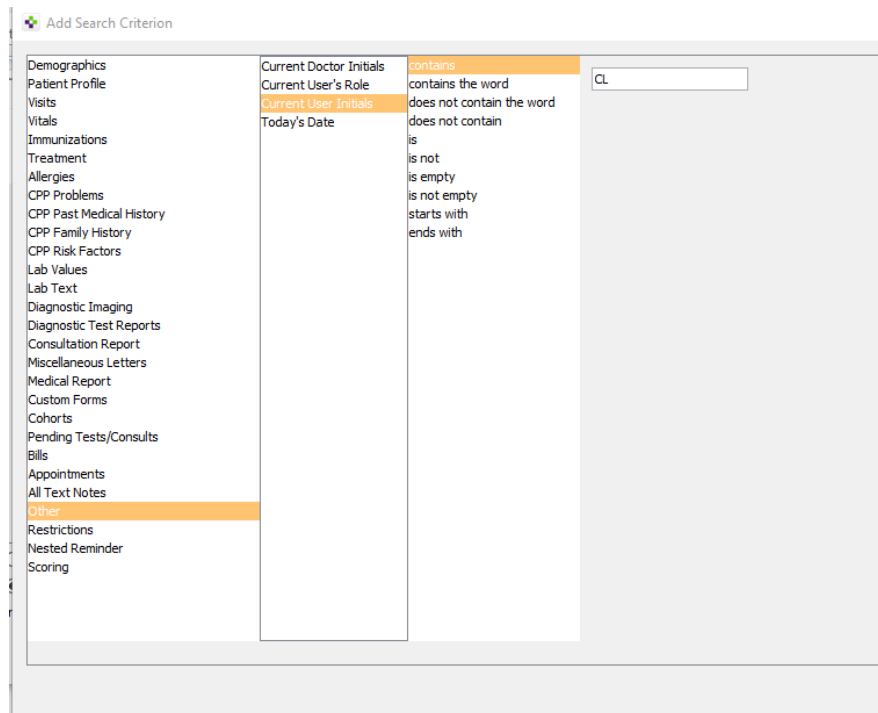 Add Search Criterion
Demographics
Patient Profile
Visits
Vitals
Immunizations
Treatment
Allergies
CPP Problems
CPP Past Medical History
CPP Family History
CPP Risk Factors
Lab Values
Lab Text
Diagnostic Imaging
Diagnostic Test Reports
Consultation Report
Miscellaneous Letters
Medical Report
Custom Forms
Cohorts
Pending Tests/Consults
Bills
Appointments
All Text Notes
Other
Restrictions
Nested Reminder
Scoring
Current Doctor Initials
Current User's Role
Current User Initials
Today's Date
contains
contains the word
does not contain the word
does not contain
is
is not
is empty
is not empty
starts with
ends with
CL